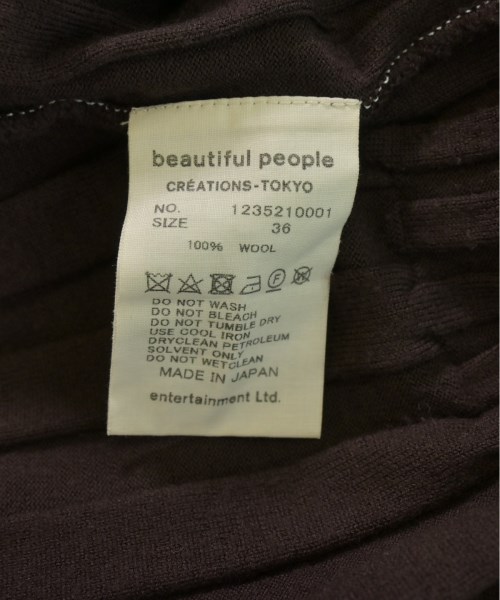 beautiful people
CRÉATIONS-TOKYO
NO. 1235210001
SIZE 36
100% WOOL
DO NOT WASH
DO NOT BLEACH
DO NOT TUMBLE DRY
USE COOL IRON
DRYCLEAN PETROLEUM
SOLVENT ONLY
DO NOT WETCLEAN
MADE IN JAPAN
entertainment Ltd.